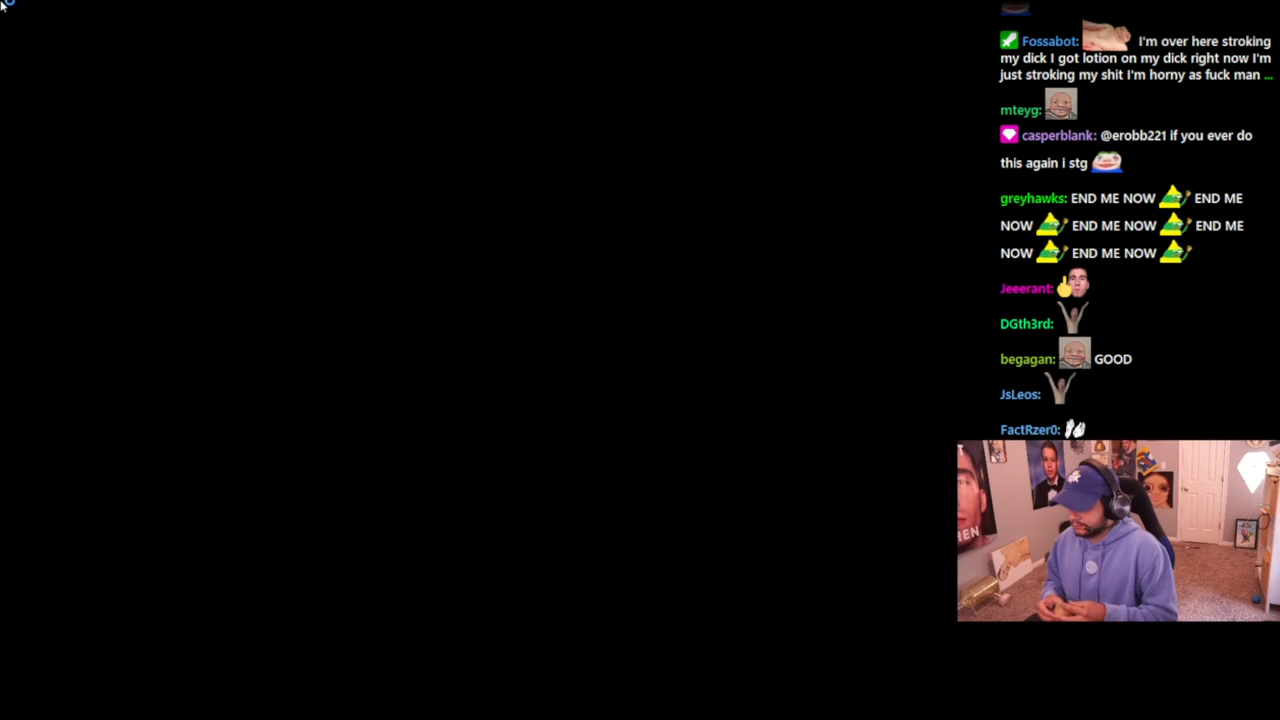 Fossabot: I'm over here stroking
my dick I got lotion on my dick right now I'm
just stroking my shit I'm horny as fuck man ...
mteyg:
casperblank: @erobb221 if you ever do
this again i stg
greyhawks: END ME NOW END ME
NOW END ME NOW END ME
NOW END ME NOW
Jeeerant:
DGth3rd:
begagan: GOOD
JsLeos:
FactRzer0:
HEN